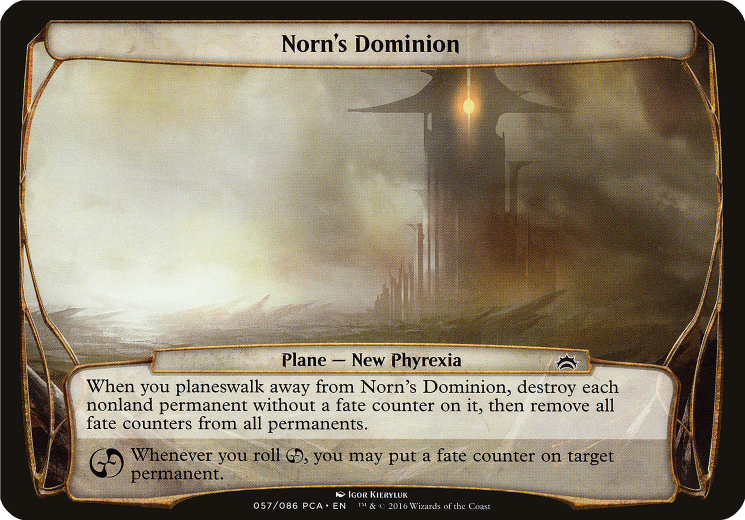 Norn's Dominion
Plane — New Phyrexia
When you planeswalk away from Norn's Dominion, destroy each
nonland permanent without a fate counter on it, then remove all
fate counters from all permanents.
Whenever you roll , you may put a fate counter on target
permanent.
Igor Kieryluk
057/086 PCA • EN ™ & © 2016 Wizards of the Coast